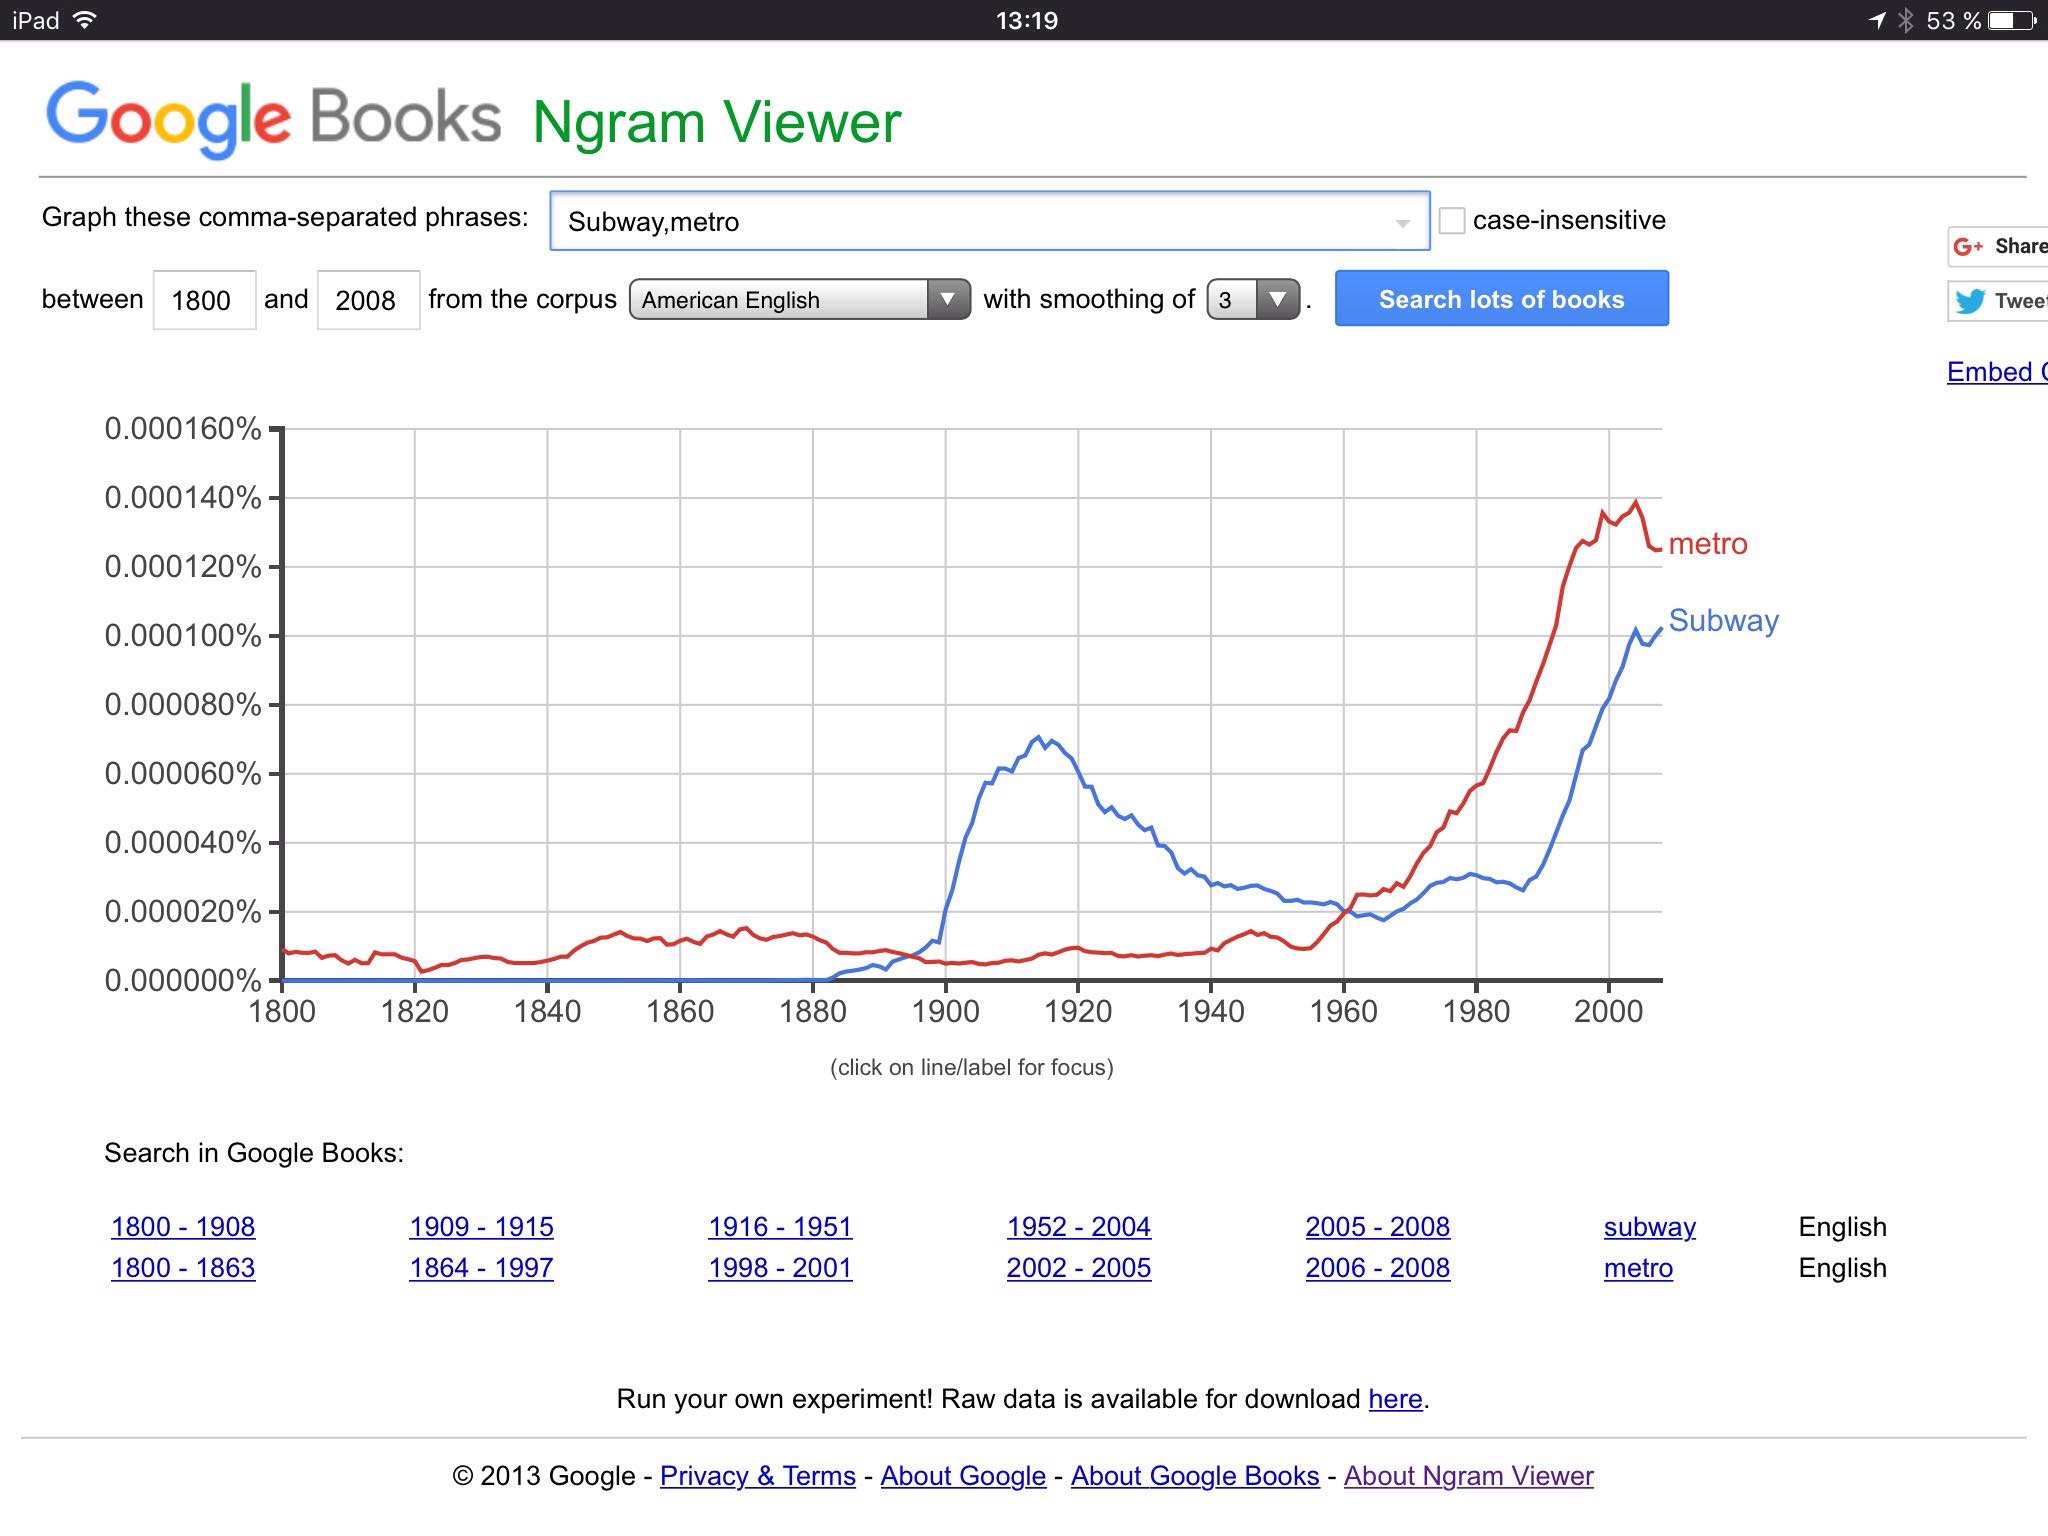 iPad 13:19 53 %
Google Books Ngram Viewer
Graph these comma-separated phrases: Subway,metro case-insensitive
between 1800 and 2008 from the corpus American English with smoothing of 3 . Search lots of books
G+ Share
Tweet
Embed C
0.000160%
0.000140%
0.000120%
0.000100%
0.000080%
0.000060%
0.000040%
0.000020%
0.000000%
metro
Subway
1800 1820 1840 1860 1880 1900 1920 1940 1960 1980 2000
(click on line/label for focus)
Search in Google Books:
1800 - 1908 1909 - 1915 1916 - 1951 1952 - 2004 2005 - 2008 subway English
1800 - 1863 1864 - 1997 1998 - 2001 2002 - 2005 2006 - 2008 metro English
Run your own experiment! Raw data is available for download here.
© 2013 Google - Privacy & Terms - About Google - About Google Books - About Ngram Viewer